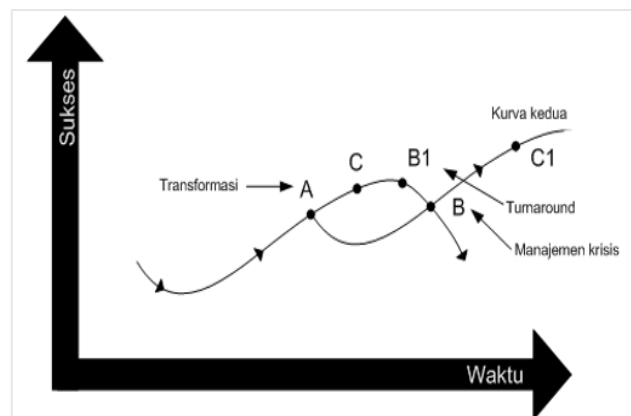 Sukses
Kurva kedua
C
B1
C1
Transformasi
A
B
Turnaround
Manajemen krisis
Waktu